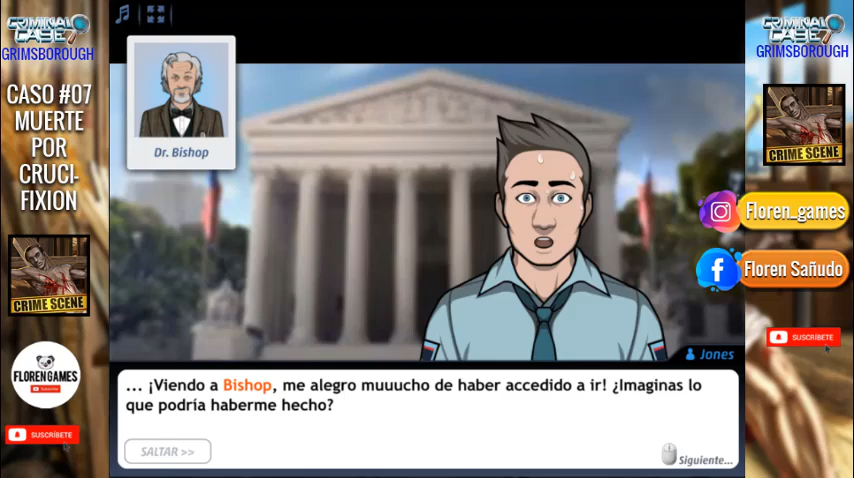 CRIMINAL
CASE
GRIMSBOROUGH
CASO #07
MUERTE
POR
CRUCI-
FIXION
CRIME SCENE
FLOREN GAMES
SUSCRÍBETE
Dr. Bishop
Jones
... ¡Viendo a Bishop, me alegro muuucho de haber accedido a ir! ¿Imaginas lo
que podría haberme hecho?
SALTAR >>
Siguiente...
CRIMINAL
CASE
GRIMSBOROUGH
CRIME SCENE
Floren_games
Floren Sañudo
SUSCRÍBETE